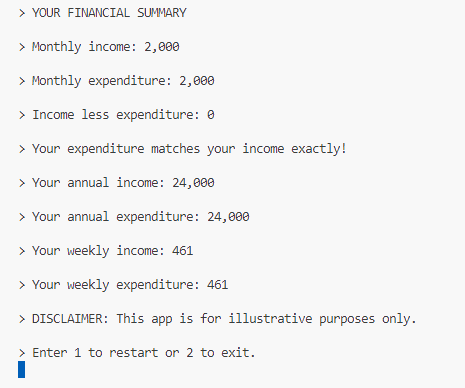 > YOUR FINANCIAL SUMMARY
> Monthly income: 2,000
> Monthly expenditure: 2,000
> Income less expenditure: 0
> Your expenditure matches your income exactly!
> Your annual income: 24,000
> Your annual expenditure: 24,000
> Your weekly income: 461
> Your weekly expenditure: 461
> DISCLAIMER: This app is for illustrative purposes only.
> Enter 1 to restart or 2 to exit.